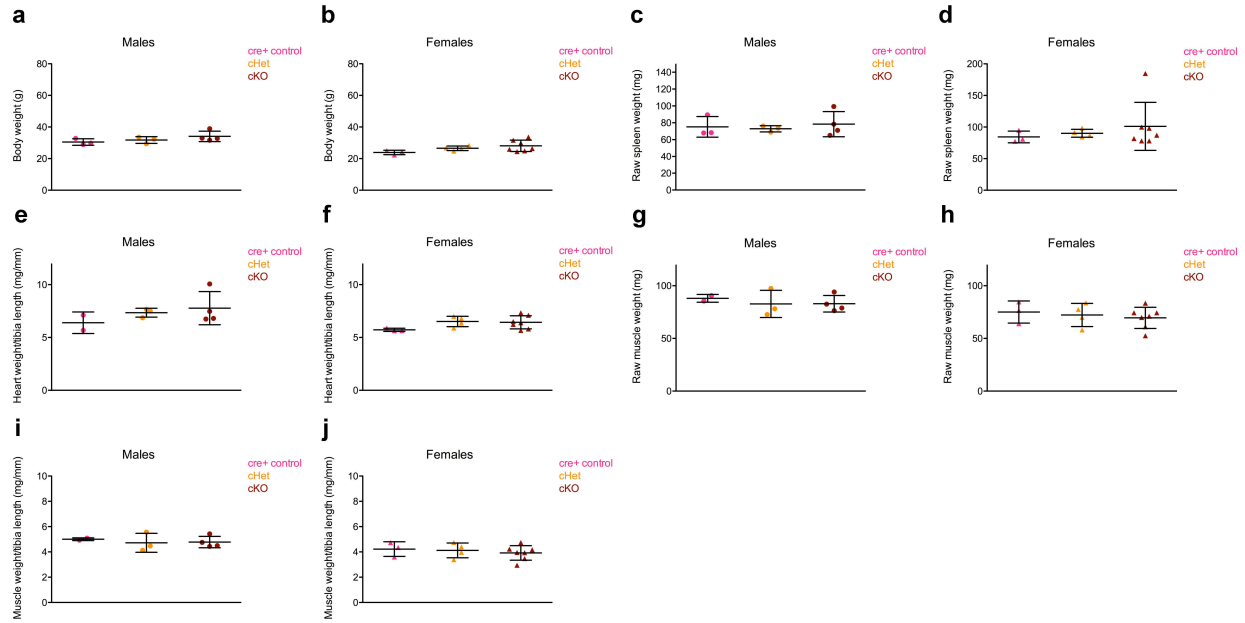 a
Males
cre+ control
cHet
cKO
Body weight (g)
80
60
40
20
0
b
Females
cre+ control
cHet
cKO
Body weight (g)
80
60
40
20
0
c
Males
cre+ control
cHet
cKO
Raw spleen weight (mg)
140
120
100
80
60
40
20
0
d
Females
cre+ control
cHet
cKO
Raw spleen weight (mg)
200
150
100
50
0
e
Males
cre+ control
cHet
cKO
Heart weight/tibia length (mg/mm)
10
5
0
f
Females
cre+ control
cHet
cKO
Heart weight/tibia length (mg/mm)
10
5
0
g
Males
cre+ control
cHet
cKO
Raw muscle weight (mg)
100
50
0
h
Females
cre+ control
cHet
cKO
Raw muscle weight (mg)
100
50
0
i
Males
cre+ control
cHet
cKO
Muscle weight/tibia length (mg/mm)
10
8
6
4
2
0
j
Females
cre+ control
cHet
cKO
Muscle weight/tibia length (mg/mm)
10
8
6
4
2
0